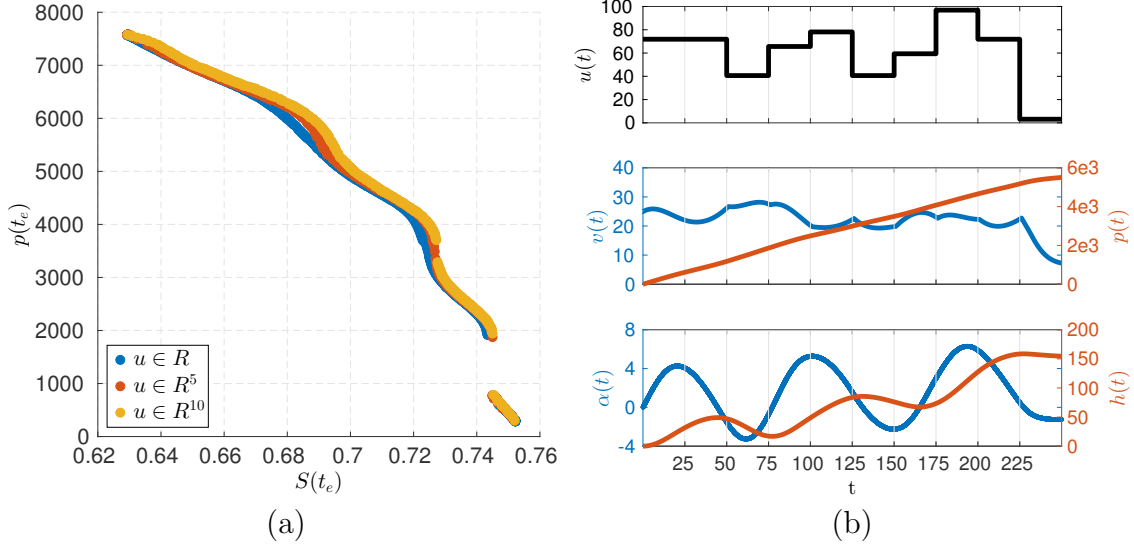 8000
7000
6000
5000
4000
3000
2000
1000
0
p(t_e)
0.62 0.64 0.66 0.68 0.7 0.72 0.74 0.76
S(t_e)
u ∈ R
u ∈ R^5
u ∈ R^10
(a)
100
80
60
40
20
0
u(t)
40
30
20
10
0
v(t)
6e3
4e3
2e3
0
p(t)
8
4
0
-4
α(t)
200
150
100
50
0
h(t)
25 50 75 100 125 150 175 200 225
t
(b)